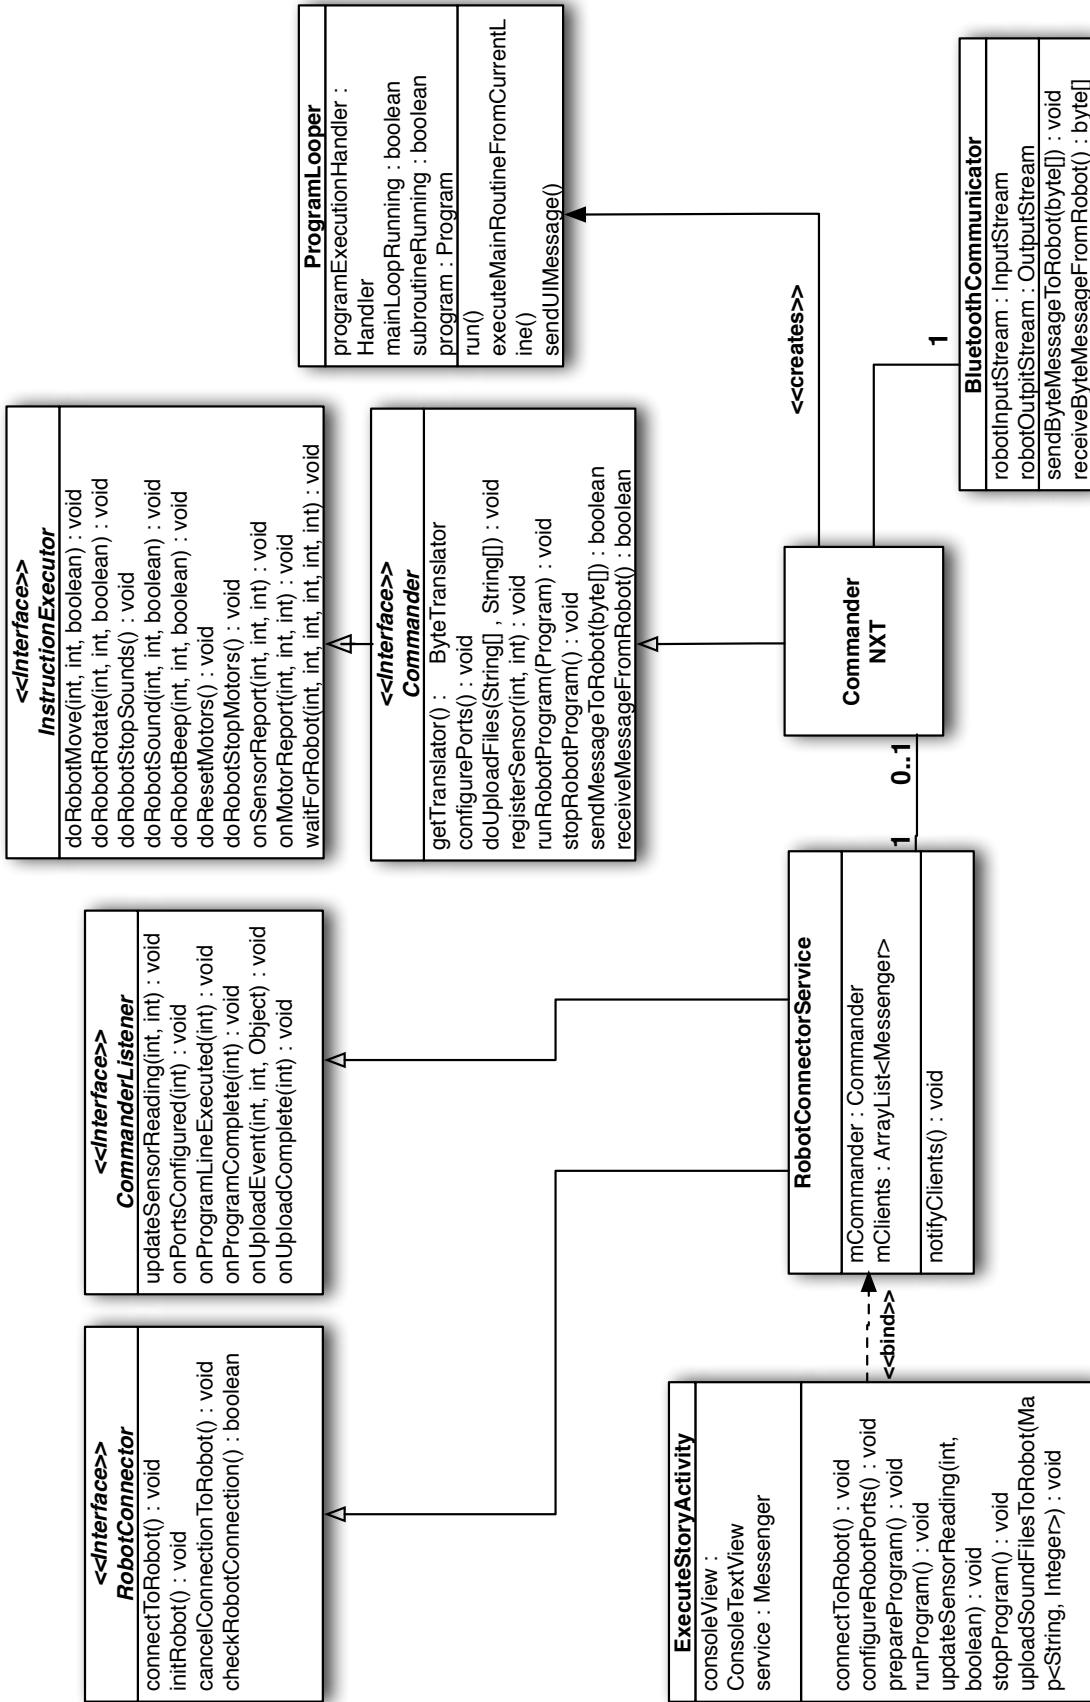 <<Interface>>
RobotConnector
connectToRobot() : void
initRobot() : void
cancelConnectionToRobot() : void
checkRobotConnection() : boolean
<<Interface>>
CommanderListener
updateSensorReading(int, int) : void
onPortsConfigured(int) : void
onProgramLineExecuted(int) : void
onProgramComplete(int) : void
onUploadEvent(int, int, Object) : void
onUploadComplete(int) : void
<<Interface>>
InstructionExecutor
doRobotMove(int, int, boolean) : void
doRobotRotate(int, int, boolean) : void
doRobotStopSounds() : void
doRobotSound(int, int, boolean) : void
doRobotBeep(int, int, boolean) : void
doResetMotors() : void
doRobotStopMotors() : void
onSensorReport(int, int, int) : void
onMotorReport(int, int, int) : void
waitForRobot(int, int, int, int, int, int) : void
<<Interface>>
Commander
getTranslator() : ByteTranslator
configurePorts() : void
doUploadFiles(String[] , String[]) : void
registerSensor(int, int) : void
runRobotProgram(Program) : void
stopRobotProgram() : void
sendMessageToRobot(byte[]) : boolean
receiveMessageFromRobot() : boolean
ProgramLooper
programExecutionHandler :
Handler
mainLoopRunning : boolean
subroutineRunning : boolean
program : Program
run()
executeMainRoutineFromCurrentL
ine()
sendUIMessage()
ExecuteStoryActivity
consoleView :
ConsoleTextView
service : Messenger
connectToRobot() : void
configureRobotPorts() : void
prepareProgram() : void
runProgram() : void
updateSensorReading(int,
boolean) : void
stopProgram() : void
uploadSoundFilesToRobot(Ma
p<String, Integer>) : void
<<bind>>
RobotConnectorService
mCommander : Commander
mClients : ArrayList<Messenger>
notifyClients() : void
1
0..1
Commander
NXT
<<creates>>
1
BluetoothCommunicator
robotInputStream : InputStream
robotOutpitStream : OutputStream
sendByteMessageToRobot(byte[]) : void
receiveByteMessageFromRobot() : byte[]